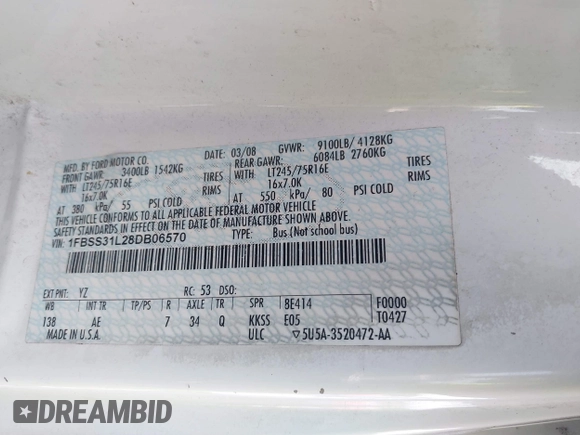 MFD. BY FORD MOTOR CO. DATE: 03/08 GVWR: 9100LB/ 4128KG
FRONT GAWR: 3400LB 1542KG REAR GAWR: 6084LB 2760KG
WITH LT245/75R16E TIRES WITH LT245/75R16E TIRES
16x7.0K RIMS 16x7.0K RIMS
AT 380 kPa/ 55 PSI COLD AT 550 kPa/ 80 PSI COLD
THIS VEHICLE CONFORMS TO ALL APPLICABLE FEDERAL MOTOR VEHICLE
SAFETY STANDARDS IN EFFECT ON THE DATE OF MANUFACTURE SHOWN ABOVE.
VIN: 1FBSS31L28DB06570 TYPE: Bus (Not school bus)
EXT PNT: YZ RC: 53 DSO:
WB INT TR TP/PS R AXLE TR SPR 8E414 F0000
138 AE 7 34 Q KKSS E05 T0427
MADE IN U.S.A. ULC ▽5U5A-3520472-AA
DREAMBID